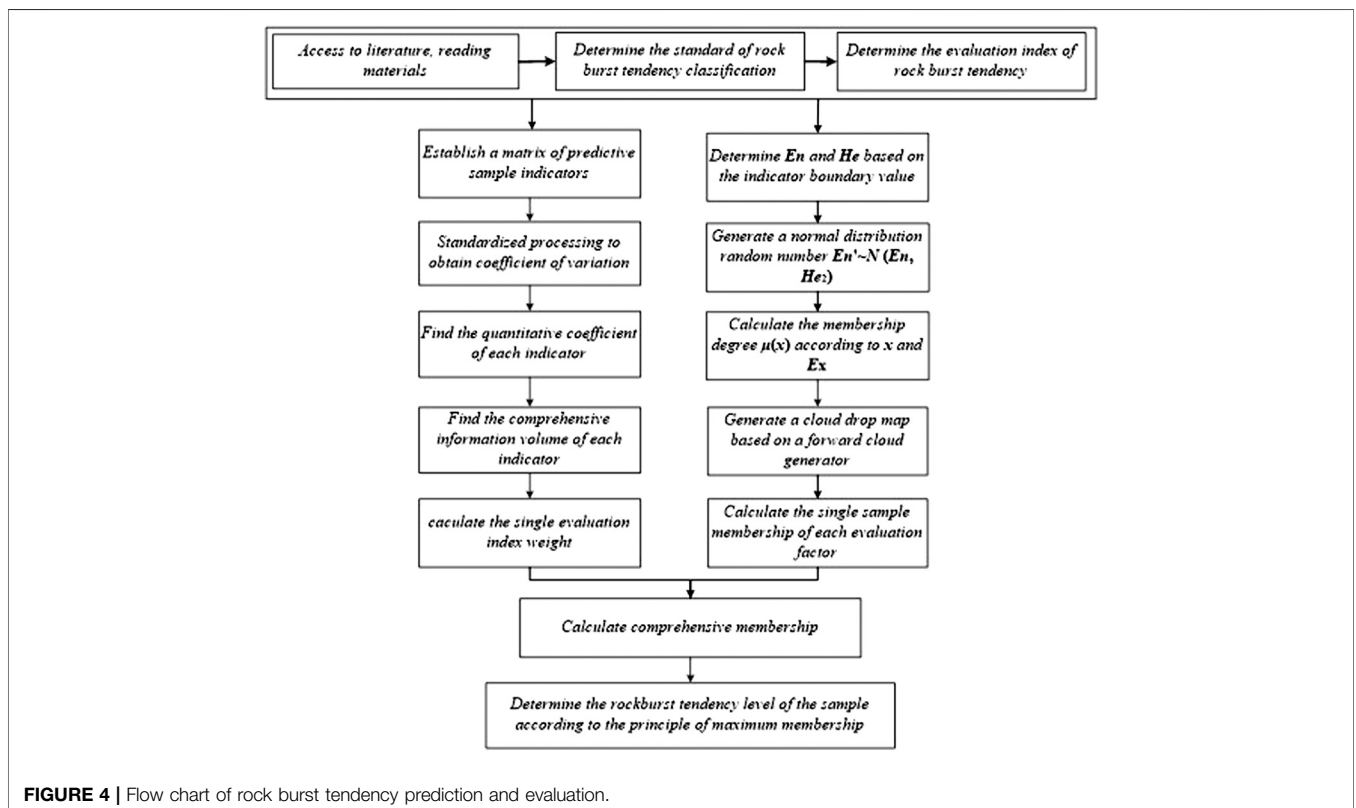 Access to literature, reading
materials
Determine the standard of rock
burst tendency classification
Determine the evaluation index of
rock burst tendency
Establish a matrix of predictive
sample indicators
Standardized processing to
obtain coefficient of variation
Find the quantitative coefficient
of each indicator
Find the comprehensive
information volume of each
indicator
caculate the single evaluation
index weight
Determine En and He based on
the indicator boundary value
Generate a normal distribution
random number En'~N (En,
He₂)
Calculate the membership
degree μ(x) according to x and
Ex
Generate a cloud drop map
based on a forward cloud
generator
Calculate the single sample
membership of each evaluation
factor
Calculate comprehensive membership
Determine the rockburst tendency level of the sample
according to the principle of maximum membership
FIGURE 4 | Flow chart of rock burst tendency prediction and evaluation.